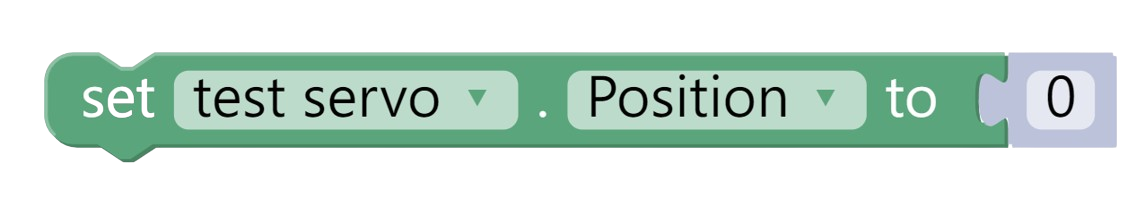 set test servo ▼ . Position ▼ to 0